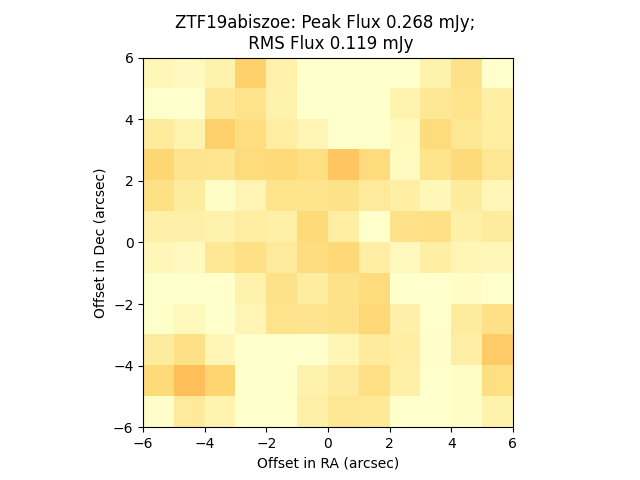 ZTF19abiszoe: Peak Flux 0.268 mJy;
RMS Flux 0.119 mJy
6
4
2
0
−2
−4
−6
Offset in Dec (arcsec)
−6 −4 −2 0 2 4 6
Offset in RA (arcsec)